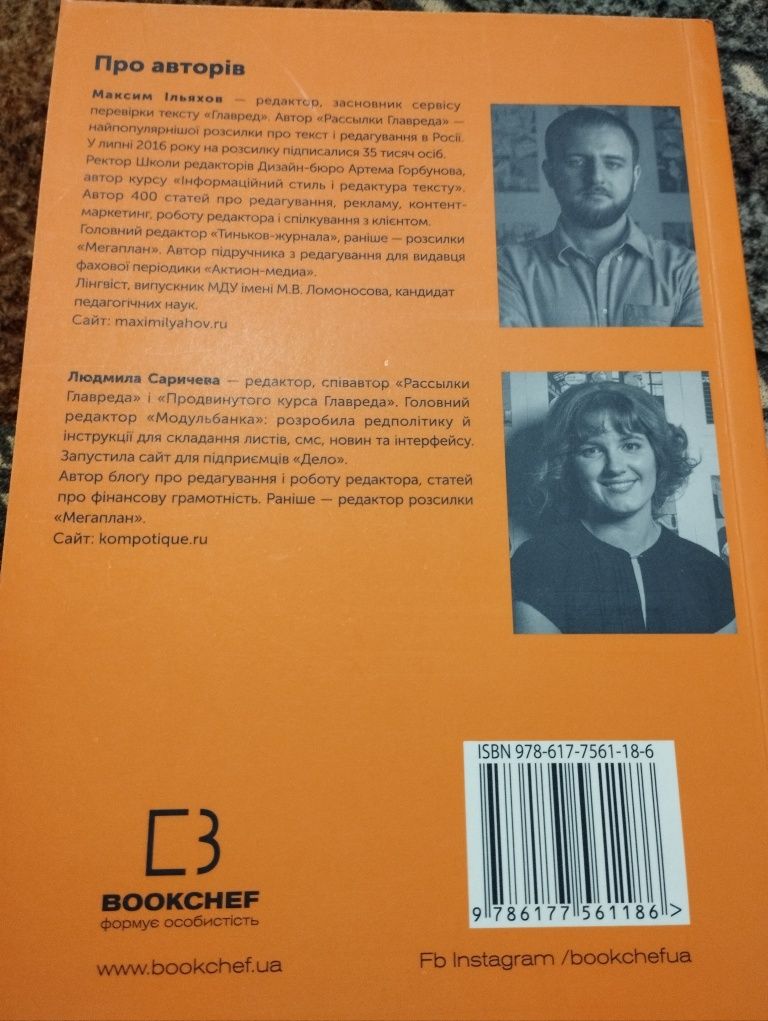 Про авторів
Максим Ільяхов — редактор, засновник сервісу
перевірки тексту «Главред». Автор «Рассылки Главреда» —
найпопулярнішої розсилки про текст і редагування в Росії.
У липні 2016 року на розсилку підписалися 35 тисяч осіб.
Ректор Школи редакторів Дизайн-бюро Артема Горбунова,
автор курсу «Інформаційний стиль і редактура тексту».
Автор 400 статей про редагування, рекламу, контент-
маркетинг, роботу редактора і спілкування з клієнтом.
Головний редактор «Тиньков-журнала», раніше — розсилки
«Мегаплан». Автор підручника з редагування для видавця
фахової періодики «Актион-медиа».
Лінгвіст, випускник МДУ імені М.В. Ломоносова, кандидат
педагогічних наук.
Сайт: maximilyahov.ru
Людмила Саричева — редактор, співавтор «Рассылки
Главреда» і «Продвинутого курса Главреда». Головний
редактор «Модульбанка»: розробила редполітику й
інструкції для складання листів, смс, новин та інтерфейсу.
Запустила сайт для підприємців «Дело».
Автор блогу про редагування і роботу редактора, статей
про фінансову грамотність. Раніше — редактор розсилки
«Мегаплан».
Сайт: kompotique.ru
ISBN 978-617-7561-18-6
9 786177 561186 >
BOOKCHEF
формує особистість
www.bookchef.ua
Fb Instagram /bookchefua